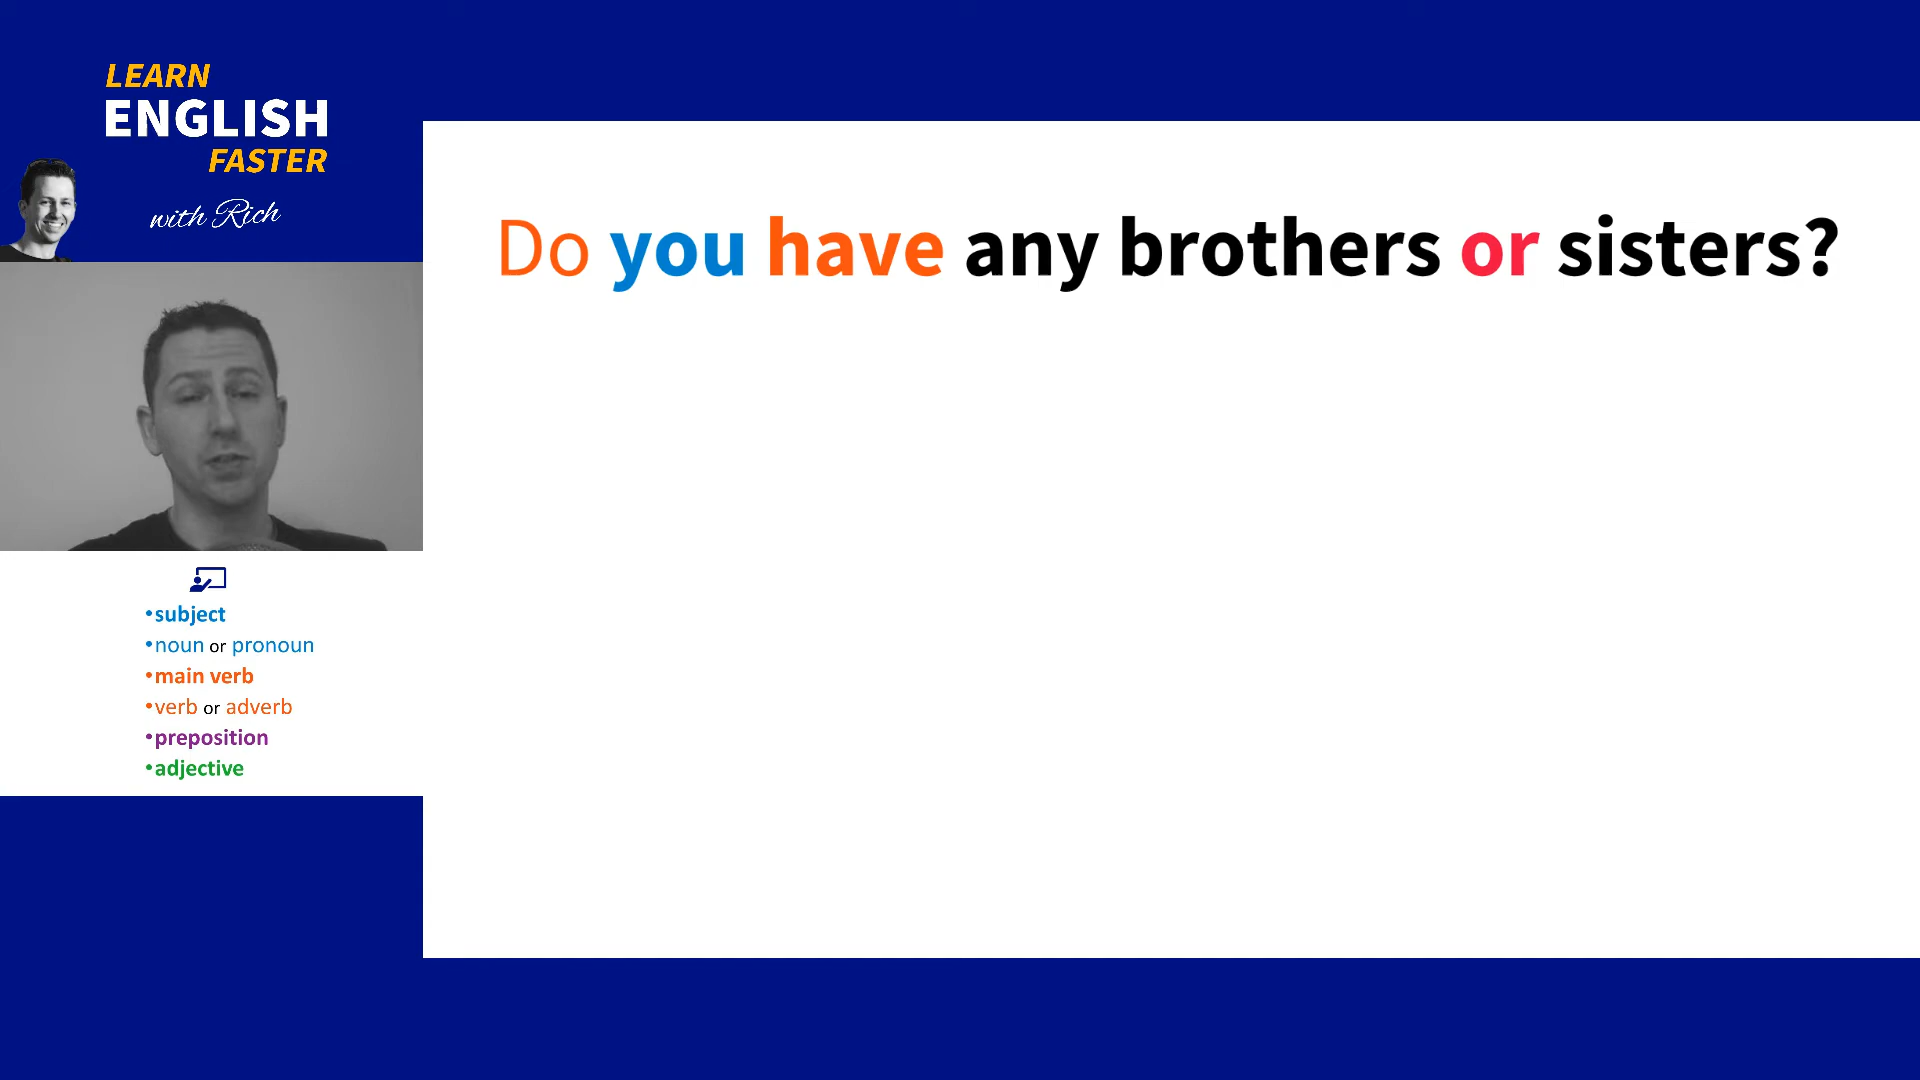 LEARN
ENGLISH
FASTER
with Rich
Do you have any brothers or sisters?
•subject
•noun or pronoun
•main verb
•verb or adverb
•preposition
•adjective